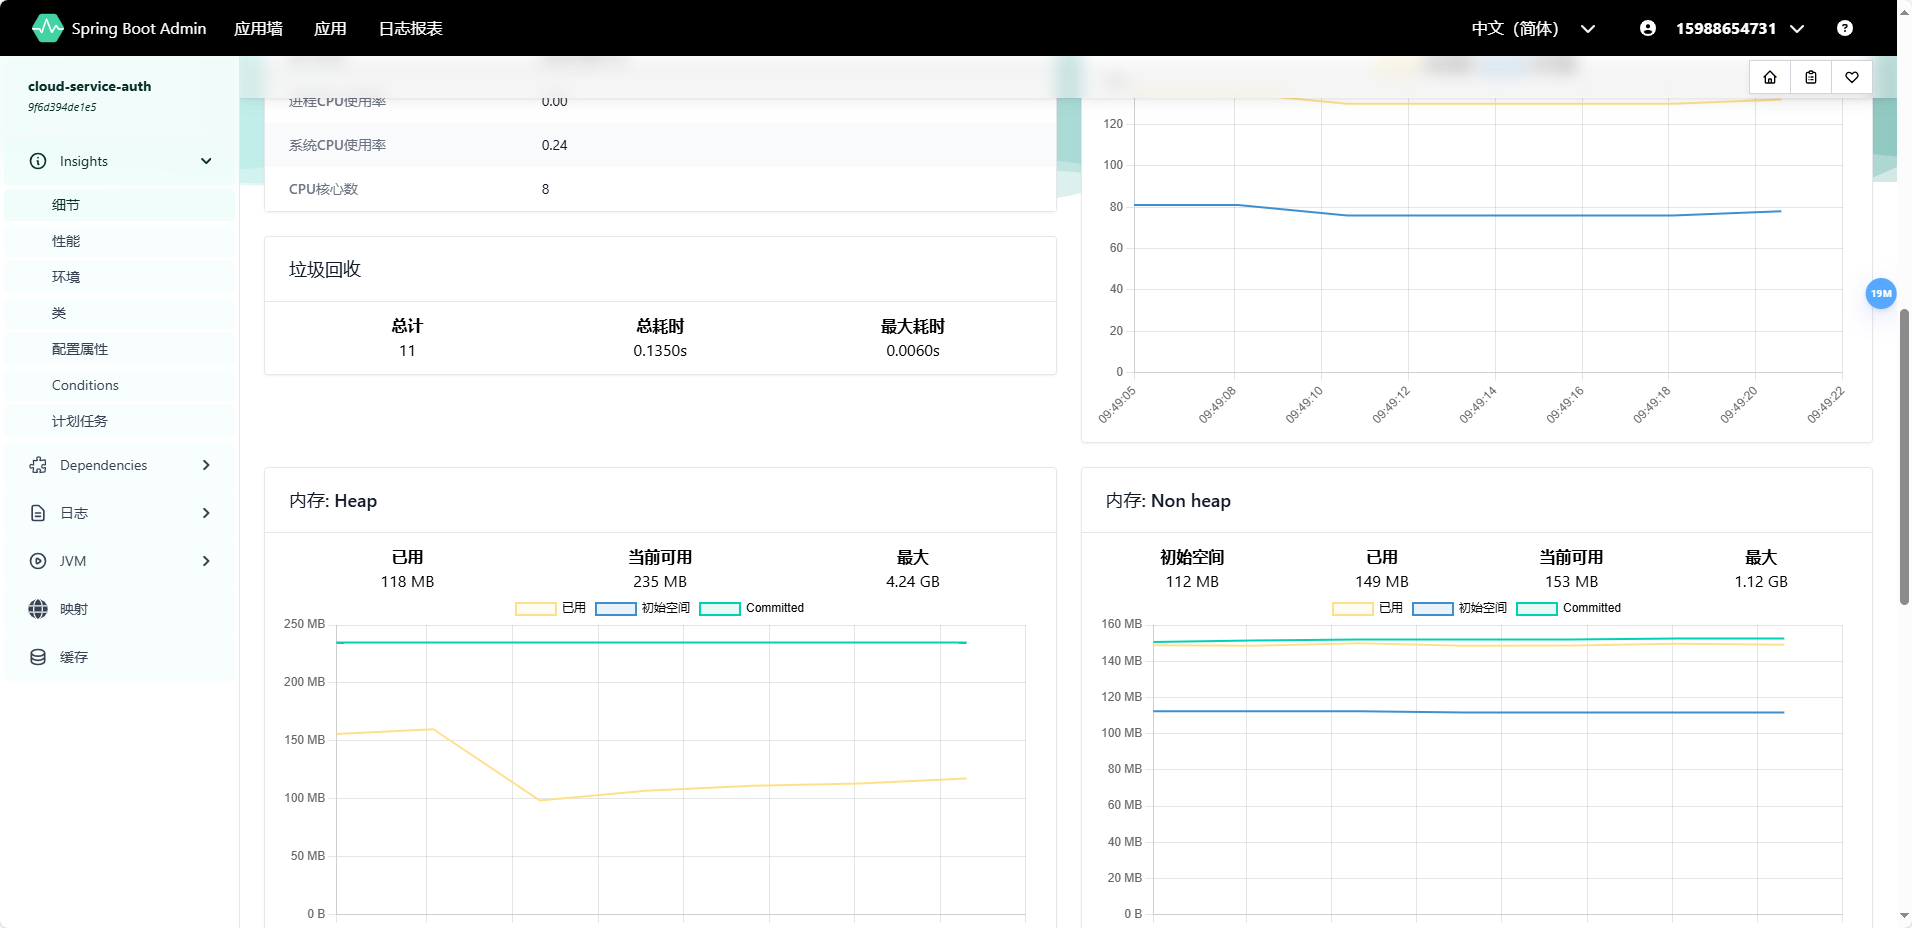 Spring Boot Admin
应用墙
应用
日志报表
中文（简体）
15988654731
cloud-service-auth
9f6d394de1e5
Insights
细节
性能
环境
类
配置属性
Conditions
计划任务
Dependencies
日志
JVM
映射
缓存
进程CPU使用率 0.00
系统CPU使用率 0.24
CPU核心数 8
垃圾回收
总计 总耗时 最大耗时
11 0.1350s 0.0060s
120
100
80
60
40
20
0
09:49:05 09:49:08 09:49:10 09:49:12 09:49:14 09:49:16 09:49:18 09:49:20 09:49:22
19M
内存: Heap
已用 当前可用 最大
118 MB 235 MB 4.24 GB
已用 初始空间 Committed
250 MB
200 MB
150 MB
100 MB
50 MB
0 B
内存: Non heap
初始空间 已用 当前可用 最大
112 MB 149 MB 153 MB 1.12 GB
已用 初始空间 Committed
160 MB
140 MB
120 MB
100 MB
80 MB
60 MB
40 MB
20 MB
0 B